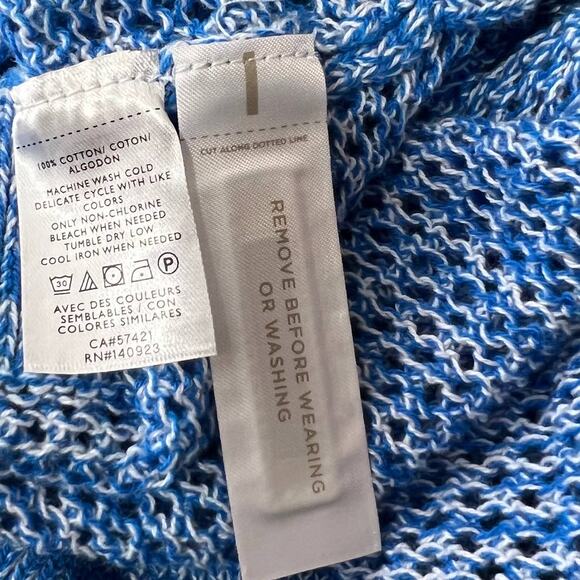 100% COTTON/ COTON/
ALGODÓN
MACHINE WASH COLD
DELICATE CYCLE WITH LIKE
COLORS
ONLY NON-CHLORINE
BLEACH WHEN NEEDED
TUMBLE DRY LOW
COOL IRON WHEN NEEDED
30 P
AVEC DES COULEURS
SEMBLABLES / CON
COLORES SIMILARES
CA#57421
RN#140923
CUT ALONG DOTTED LINE
REMOVE BEFORE WEARING
OR WASHING